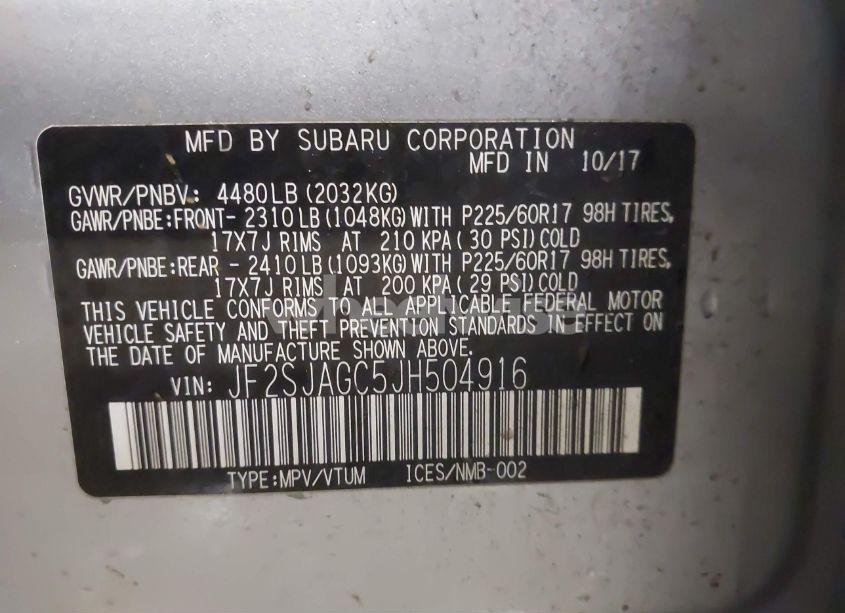 MFD BY SUBARU CORPORATION
MFD IN 10/17
GVWR/PNBV: 4480LB(2032KG)
GAWR/PNBE:FRONT- 2310LB(1048KG)WITH P225/60R17 98H TIRES,
17X7J RIMS AT 210 KPA(30 PSI)COLD
GAWR/PNBE:REAR - 2410LB(1093KG)WITH P225/60R17 98H TIRES,
17X7J RIMS AT 200 KPA(29 PSI)COLD
THIS VEHICLE CONFORMS TO ALL APPLICABLE FEDERAL MOTOR
VEHICLE SAFETY AND THEFT PREVENTION STANDARDS IN EFFECT ON
THE DATE OF MANUFACTURE SHOWN ABOVE.
VIN: JF2SJAGC5JH504916
TYPE:MPV/VTUM ICES/NMB-002